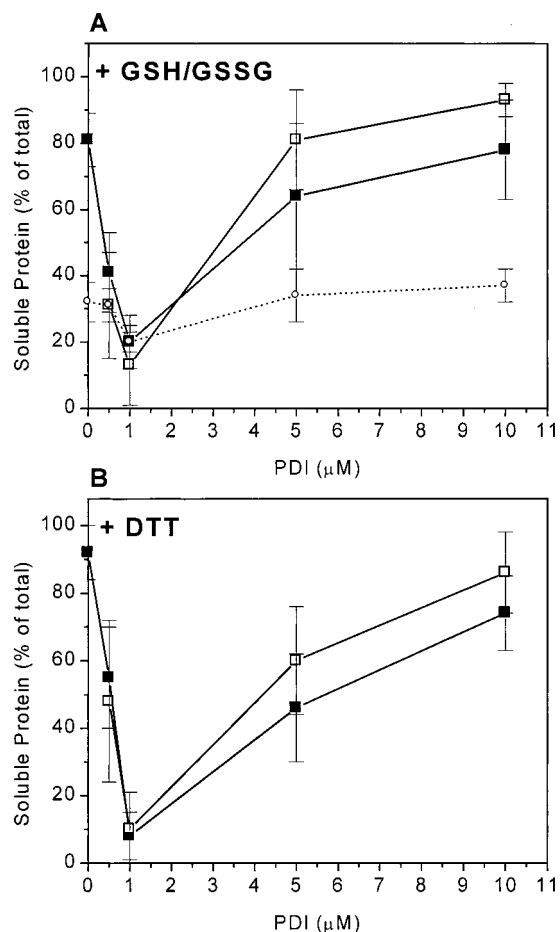 A
+ GSH/GSSG
100
80
60
40
20
0
Soluble Protein (% of total)
0 1 2 3 4 5 6 7 8 9 10 11
PDI (μM)
B
+ DTT
100
80
60
40
20
0
Soluble Protein (% of total)
0 1 2 3 4 5 6 7 8 9 10 11
PDI (μM)